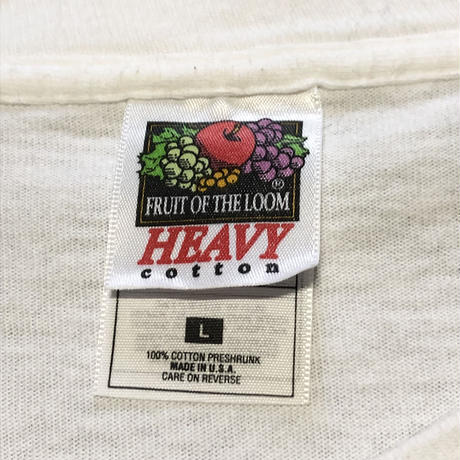 ®
FRUIT OF THE LOOM
HEAVY
cotton
L
100% COTTON PRESHRUNK
MADE IN U.S.A.
CARE ON REVERSE